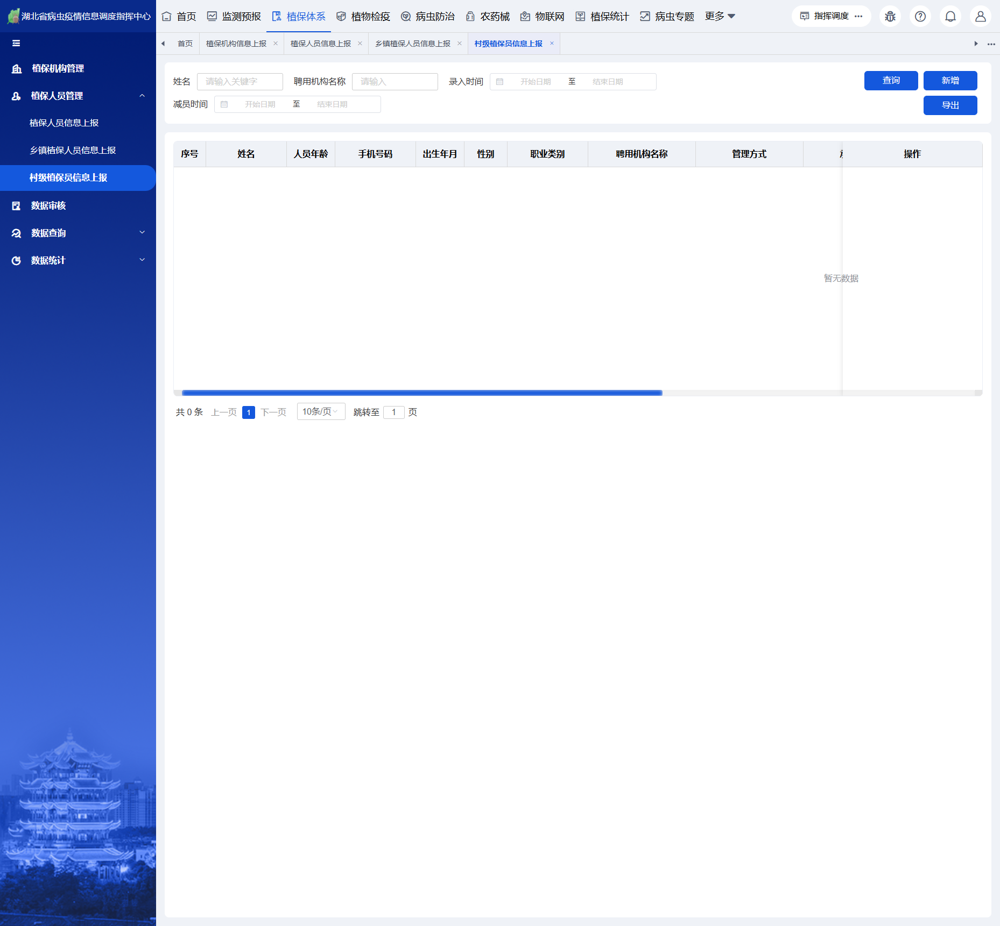 湖北省病虫疫情信息调度指挥中心
首页 监测预报 植保体系 植物检疫 病虫防治 农药械 物联网 植保统计 病虫专题 更多
指挥调度
首页 植保机构信息上报 植保人员信息上报 乡镇植保人员信息上报 村级植保员信息上报
植保机构管理
植保人员管理
植保人员信息上报
乡镇植保人员信息上报
村级植保员信息上报
数据审核
数据查询
数据统计
姓名 请输入关键字 聘用机构名称 请输入 录入时间 开始日期 至 结束日期 查询 新增
减员时间 开始日期 至 结束日期 导出
序号 姓名 人员年龄 手机号码 出生年月 性别 职业类别 聘用机构名称 管理方式 操作
暂无数据
共 0 条 上一页 1 下一页 10条/页 跳转至 1 页